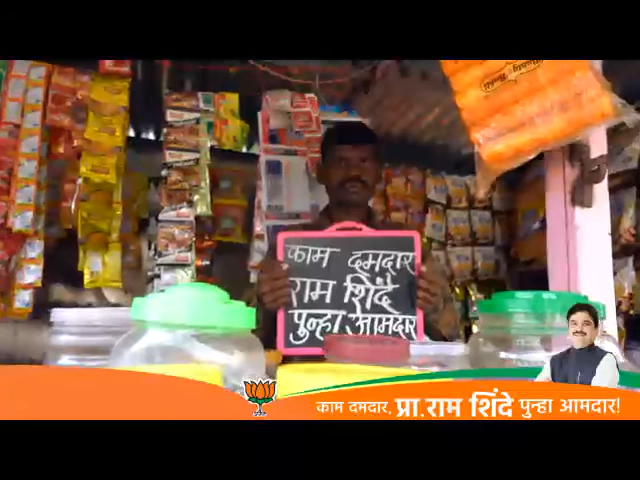 काम दमदार
राम शिंदे
पुन्हा आमदार
काम दमदार, प्रा.राम शिंदे पुन्हा आमदार!